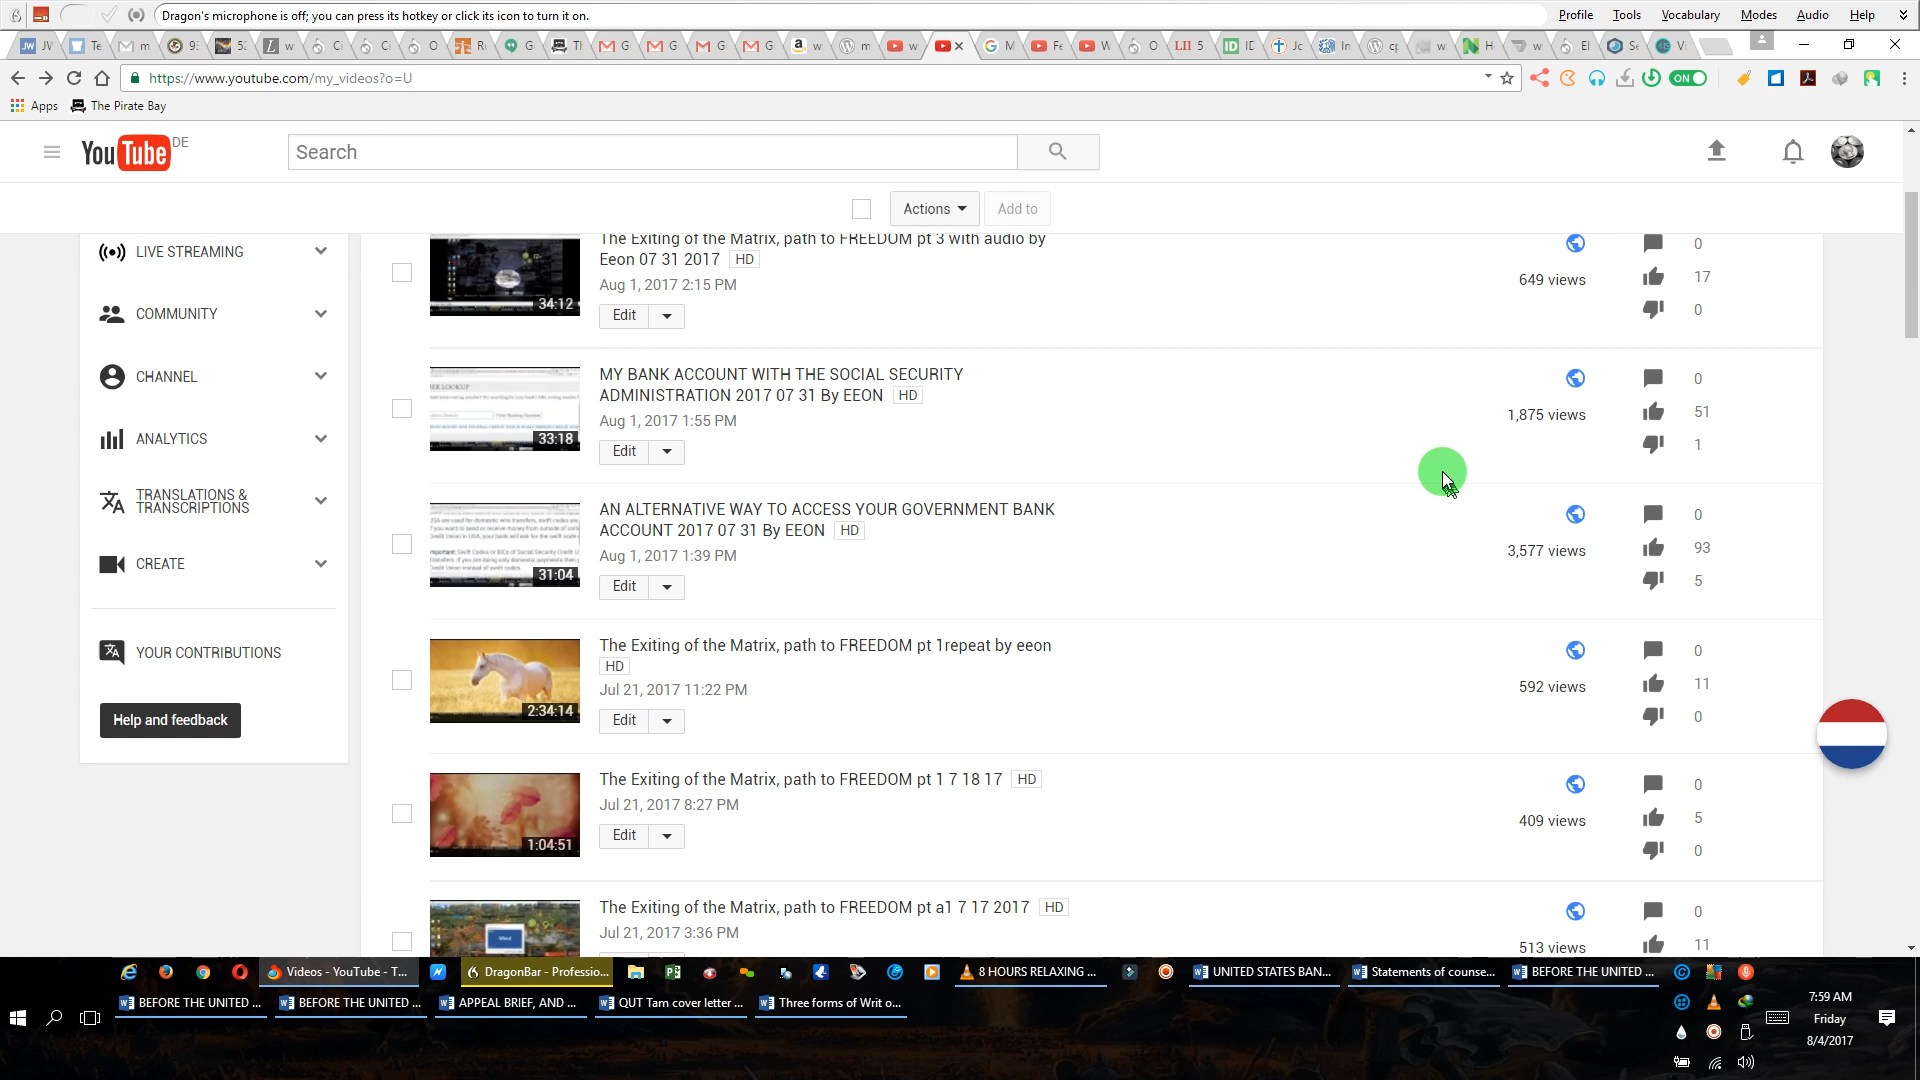 Dragon's microphone is off; you can press its hotkey or click its icon to turn it on.
Profile Tools Vocabulary Modes Audio Help
https://www.youtube.com/my_videos?o=U
ON
Apps The Pirate Bay
YouTube DE
Search
Actions Add to
LIVE STREAMING
COMMUNITY
CHANNEL
ANALYTICS
TRANSLATIONS &
TRANSCRIPTIONS
CREATE
YOUR CONTRIBUTIONS
Help and feedback
The Exiting of the Matrix, path to FREEDOM pt 3 with audio by
Eeon 07 31 2017 HD
Aug 1, 2017 2:15 PM
Edit
34:12
649 views
0
17
0
MY BANK ACCOUNT WITH THE SOCIAL SECURITY
ADMINISTRATION 2017 07 31 By EEON HD
Aug 1, 2017 1:55 PM
Edit
33:18
1,875 views
0
51
1
AN ALTERNATIVE WAY TO ACCESS YOUR GOVERNMENT BANK
ACCOUNT 2017 07 31 By EEON HD
Aug 1, 2017 1:39 PM
Edit
31:04
3,577 views
0
93
5
The Exiting of the Matrix, path to FREEDOM pt 1repeat by eeon
HD
Jul 21, 2017 11:22 PM
Edit
2:34:14
592 views
0
11
0
The Exiting of the Matrix, path to FREEDOM pt 1 7 18 17 HD
Jul 21, 2017 8:27 PM
Edit
1:04:51
409 views
0
5
0
The Exiting of the Matrix, path to FREEDOM pt a1 7 17 2017 HD
Jul 21, 2017 3:36 PM
513 views
0
11
Videos - YouTube - T... DragonBar - Professio... 8 HOURS RELAXING ... UNITED STATES BAN... Statements of counse... BEFORE THE UNITED ...
BEFORE THE UNITED ... BEFORE THE UNITED ... APPEAL BRIEF, AND ... QUT Tam cover letter ... Three forms of Writ o...
7:59 AM
Friday
8/4/2017